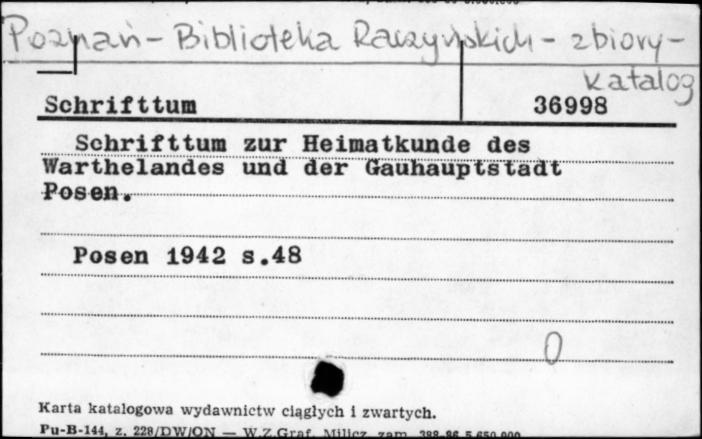 Poznań - Biblioteka Raczyńskich - zbiory -
katalog
Schrifttum 36998
Schrifttum zur Heimatkunde des
Warthelandes und der Gauhauptstadt
Posen.
Posen 1942 s.48
0
Karta katalogowa wydawnictw ciągłych i zwartych.
Pu-B-144, z. 228/DW/ON — W.Z.Graf. Milicz zam. 388-86 5.650.000